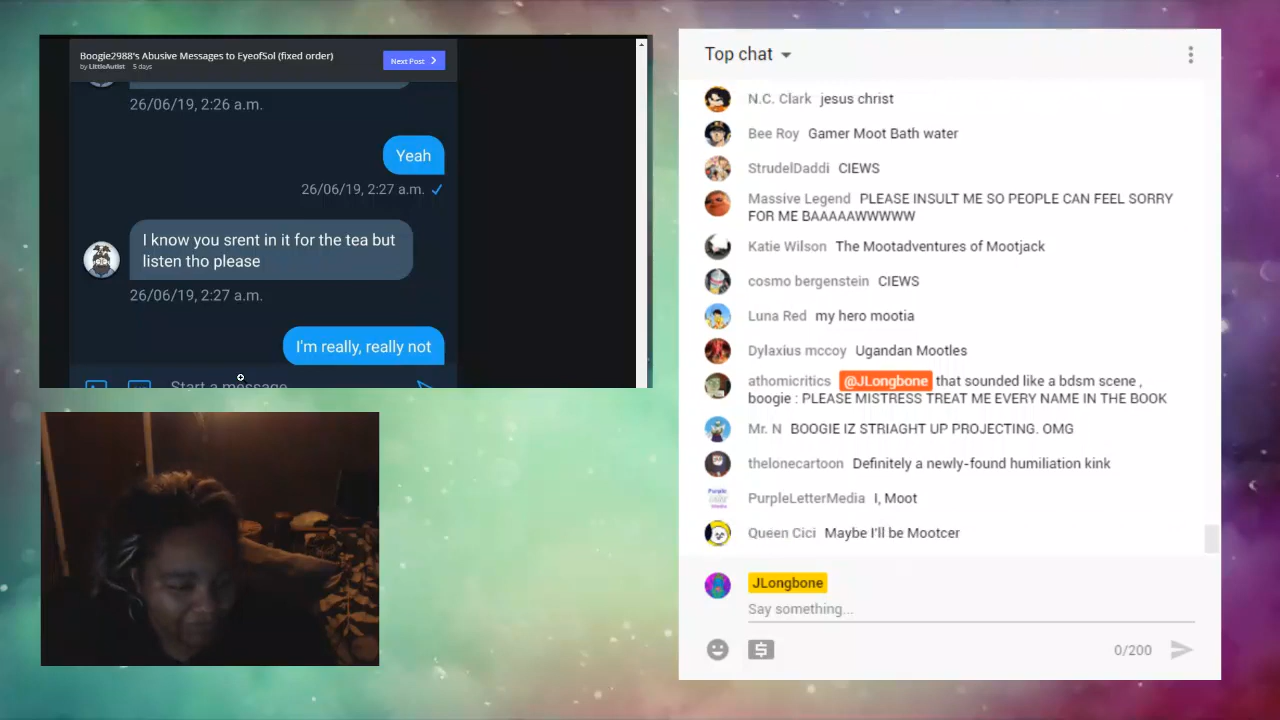 Boogie2988's Abusive Messages to EyeofSol (fixed order)
by LittleAutist 5 days
Next Post
26/06/19, 2:26 a.m.
Yeah
26/06/19, 2:27 a.m.
I know you srent in it for the tea but
listen tho please
26/06/19, 2:27 a.m.
I'm really, really not
Start a message
Top chat
N.C. Clark jesus christ
Bee Roy Gamer Moot Bath water
StrudelDaddi CIEWS
Massive Legend PLEASE INSULT ME SO PEOPLE CAN FEEL SORRY
FOR ME BAAAAAWWWWW
Katie Wilson The Mootadventures of Mootjack
cosmo bergenstein CIEWS
Luna Red my hero mootia
Dylaxius mccoy Ugandan Mootles
athomicritics @JLongbone that sounded like a bdsm scene ,
boogie : PLEASE MISTRESS TREAT ME EVERY NAME IN THE BOOK
Mr. N BOOGIE IZ STRIAGHT UP PROJECTING. OMG
thelonecartoon Definitely a newly-found humiliation kink
PurpleLetterMedia I, Moot
Queen Cici Maybe I'll be Mootcer
JLongbone
Say something...
0/200